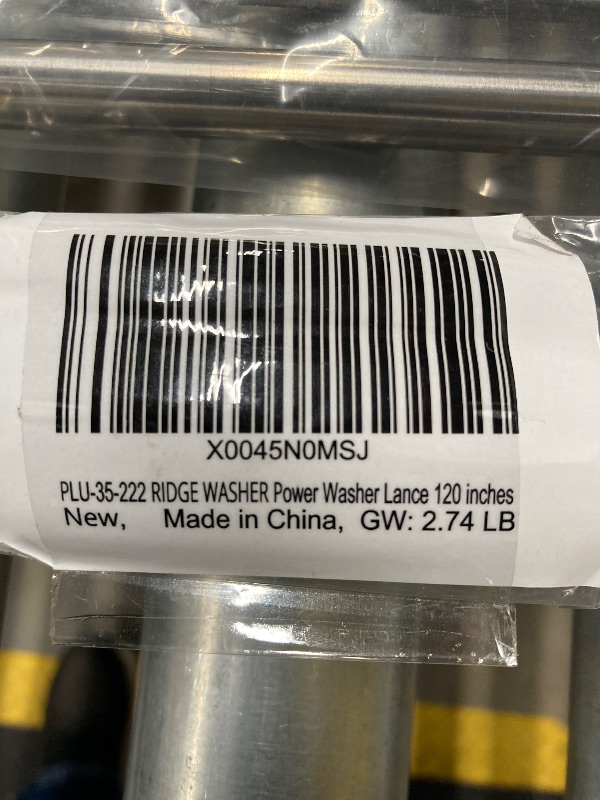 X0045N0MSJ
PLU-35-222 RIDGE WASHER Power Washer Lance 120 inches
New, Made in China, GW: 2.74 LB